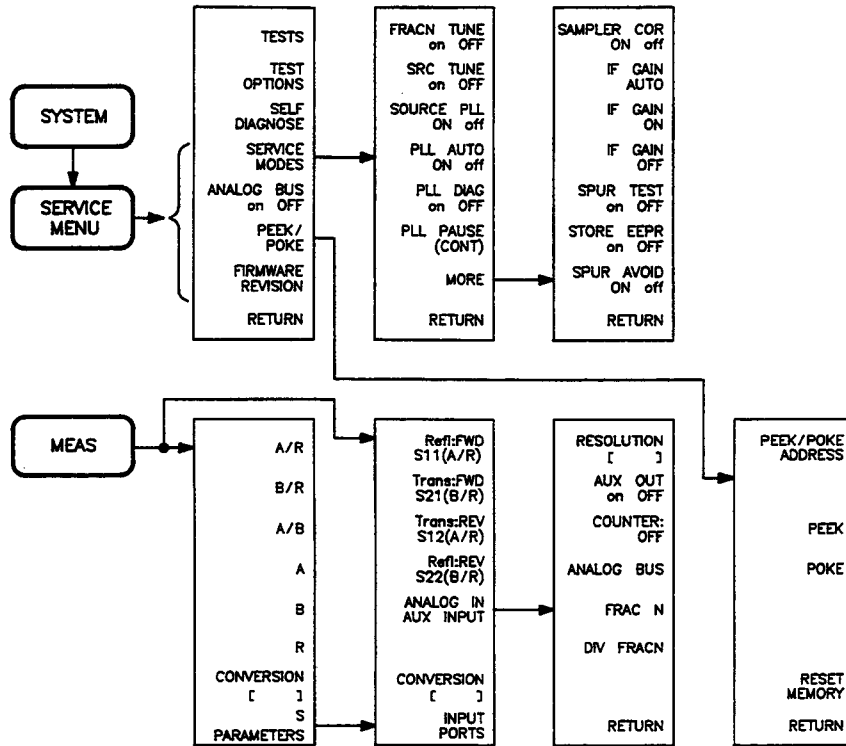 SYSTEM
SERVICE
MENU
TESTS
TEST
OPTIONS
SELF
DIAGNOSE
SERVICE
MODES
ANALOG BUS
on OFF
PEEK/
POKE
FIRMWARE
REVISION
RETURN
FRACN TUNE
on OFF
SRC TUNE
on OFF
SOURCE PLL
ON off
PLL AUTO
ON off
PLL DIAG
on OFF
PLL PAUSE
(CONT)
MORE
RETURN
SAMPLER COR
ON off
IF GAIN
AUTO
IF GAIN
ON
IF GAIN
OFF
SPUR TEST
on OFF
STORE EEPR
on OFF
SPUR AVOID
ON off
RETURN
MEAS
A/R
B/R
A/B
A
B
R
CONVERSION
[ ]
S
PARAMETERS
Refl:FWD
S11(A/R)
Trans:FWD
S21(B/R)
Trans:REV
S12(A/R)
Refl:REV
S22(B/R)
ANALOG IN
AUX INPUT
CONVERSION
[ ]
INPUT
PORTS
RESOLUTION
[ ]
AUX OUT
on OFF
COUNTER:
OFF
ANALOG BUS
FRAC N
DIV FRACN
RETURN
PEEK/POKE
ADDRESS
PEEK
POKE
RESET
MEMORY
RETURN